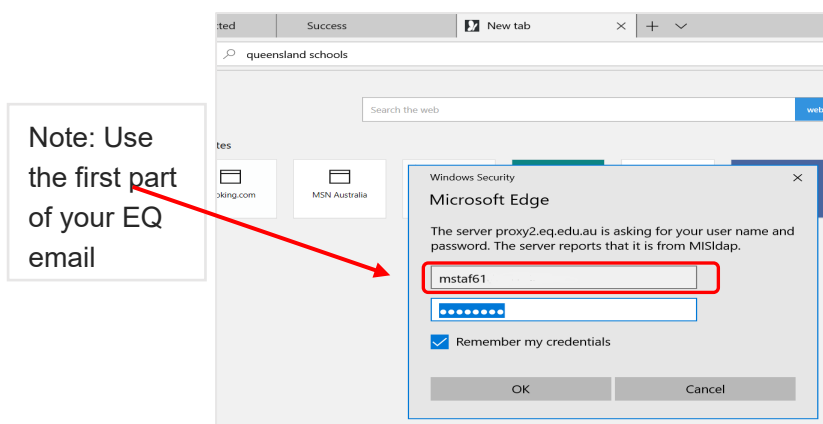 cted Success New tab
queensland schools
Search the web
web
Note: Use
the first part
of your EQ
email
tes
oking.com MSN Australia
Windows Security
Microsoft Edge
The server proxy2.eq.edu.au is asking for your user name and
password. The server reports that it is from MISldap.
mstaf61
Remember my credentials
OK Cancel